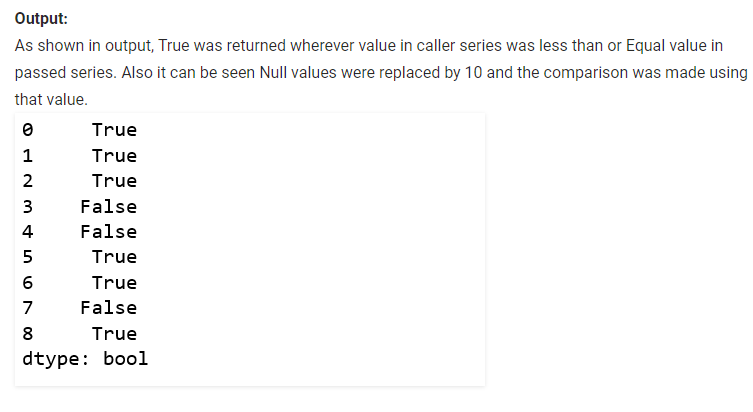 Output:
As shown in output, True was returned wherever value in caller series was less than or Equal value in
passed series. Also it can be seen Null values were replaced by 10 and the comparison was made using
that value.
0     True
1     True
2     True
3    False
4    False
5     True
6     True
7    False
8     True
dtype: bool